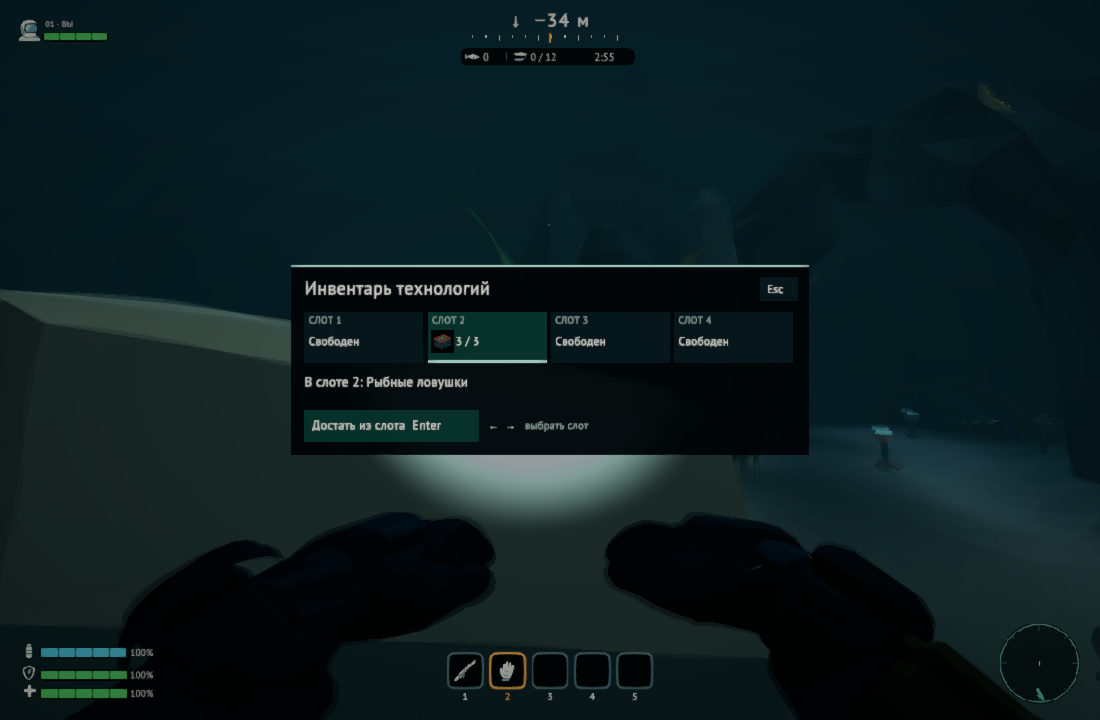 01 · ВЫ
↓ −34 м
0 | 0 / 12 2:55
Инвентарь технологий
Esc
СЛОТ 1
Свободен
СЛОТ 2
3 / 3
СЛОТ 3
Свободен
СЛОТ 4
Свободен
В слоте 2: Рыбные ловушки
Достать из слота Enter
← → выбрать слот
100%
100%
100%
1 2 3 4 5